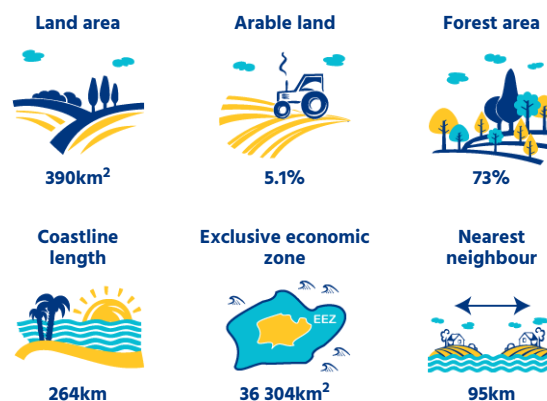 Land area
Arable land
Forest area
390km²
5.1%
73%
Coastline
length
Exclusive economic
zone
Nearest
neighbour
EEZ
264km
36 304km²
95km